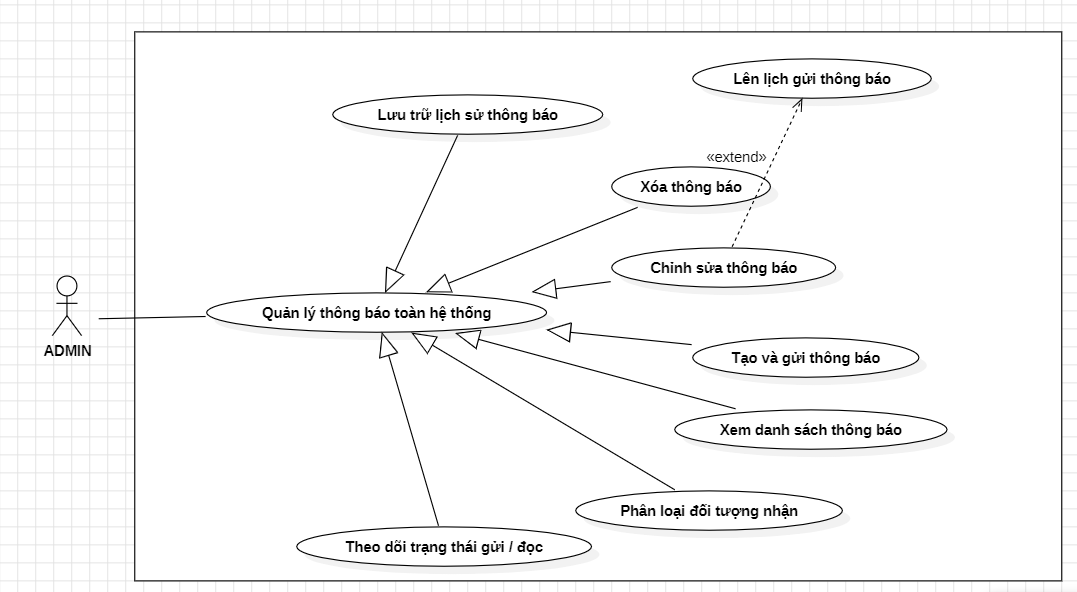 Lên lịch gửi thông báo
Lưu trữ lịch sử thông báo
«extend»
Xóa thông báo
Chỉnh sửa thông báo
Quản lý thông báo toàn hệ thống
ADMIN
Tạo và gửi thông báo
Xem danh sách thông báo
Phân loại đối tượng nhận
Theo dõi trạng thái gửi / đọc